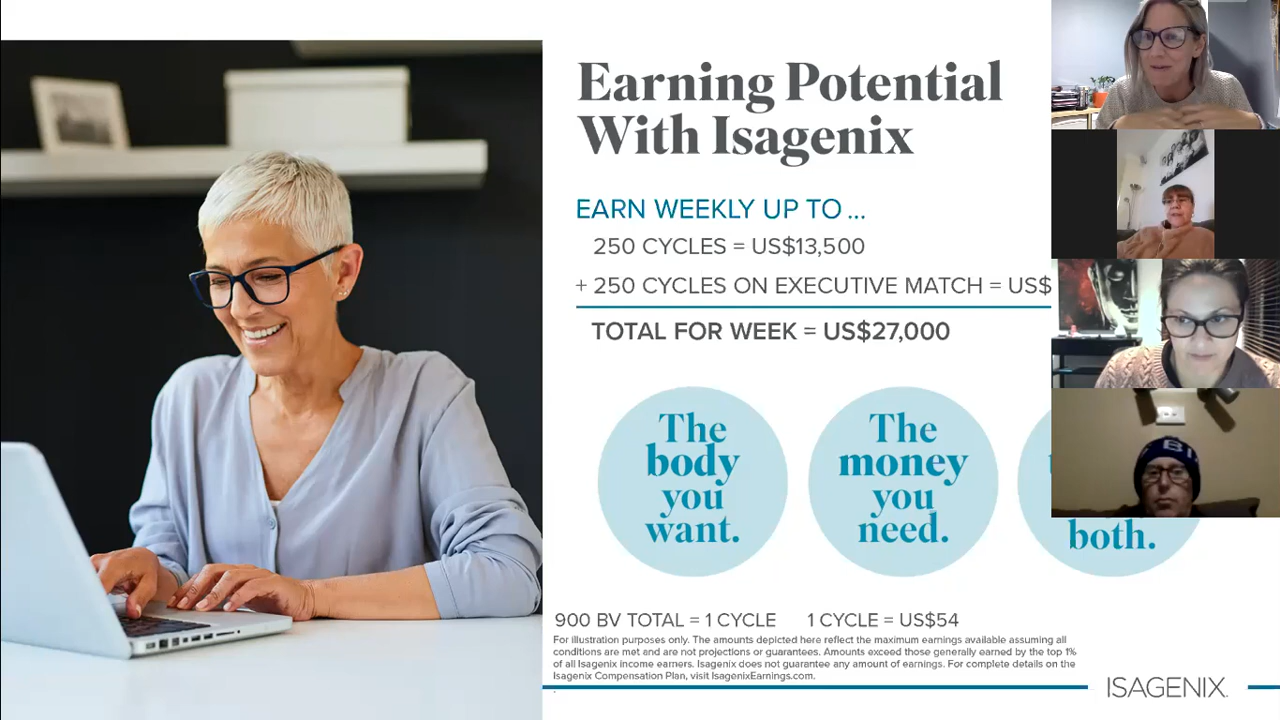 Earning Potential
With Isagenix
EARN WEEKLY UP TO ...
250 CYCLES = US$13,500
+ 250 CYCLES ON EXECUTIVE MATCH = US$
TOTAL FOR WEEK = US$27,000
The
body
you
want.
The
money
you
need.
both.
900 BV TOTAL = 1 CYCLE 1 CYCLE = US$54
For illustration purposes only. The amounts depicted here reflect the maximum earnings available assuming all
conditions are met and are not projections or guarantees. Amounts exceed those generally earned by the top 1%
of all Isagenix income earners. Isagenix does not guarantee any amount of earnings. For complete details on the
Isagenix Compensation Plan, visit IsagenixEarnings.com.
.
ISAGENIX